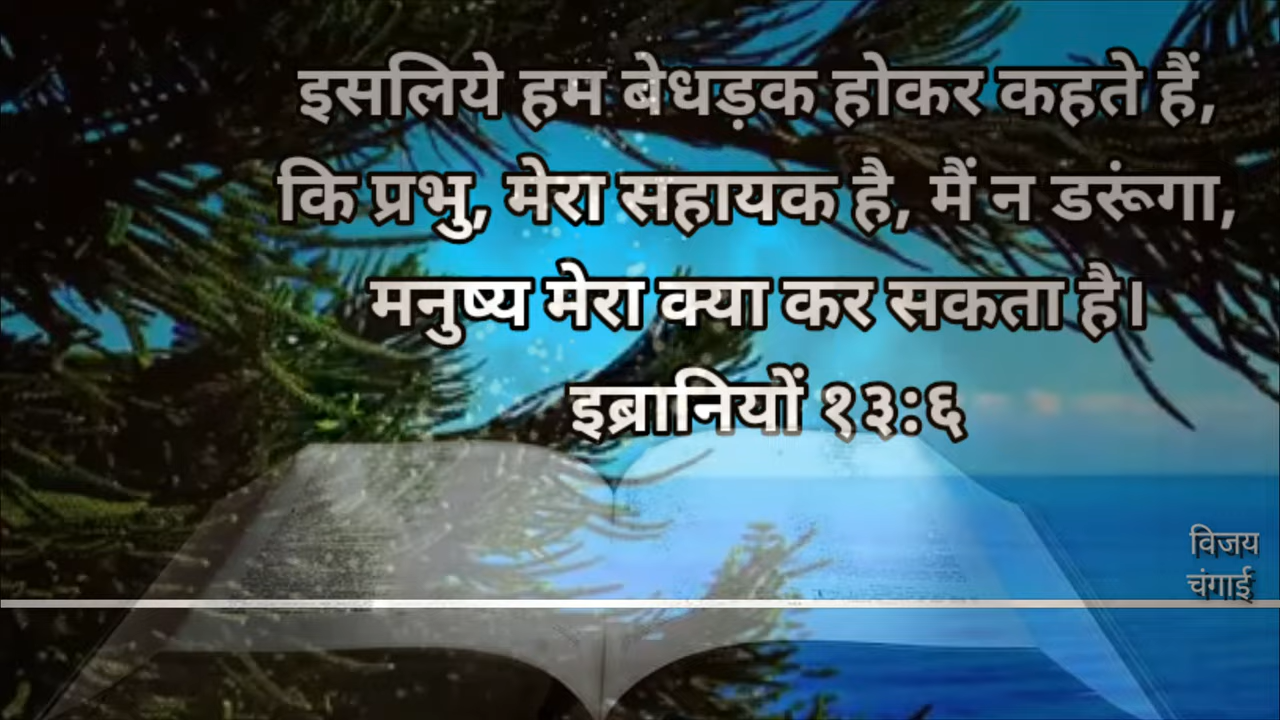 इसलिये हम बेधड़क होकर कहते हैं,
कि प्रभु, मेरा सहायक है, मैं न डरूंगा,
मनुष्य मेरा क्या कर सकता है।
इब्रानियों १३:६
विजय
चंगाई